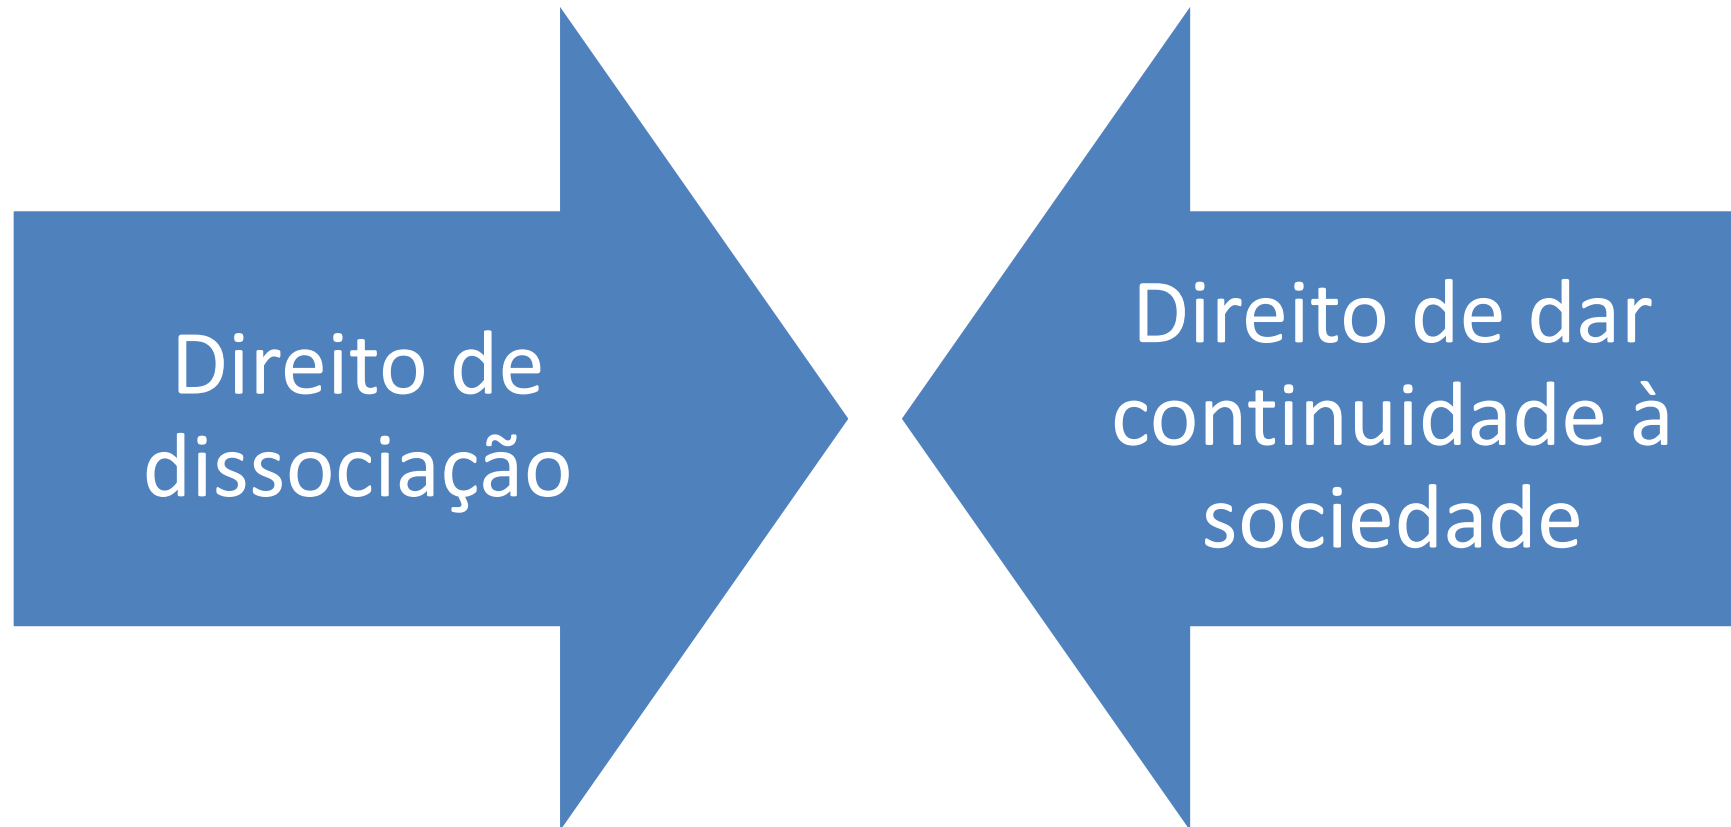 Direito de
dissociação
Direito de dar
continuidade à
sociedade